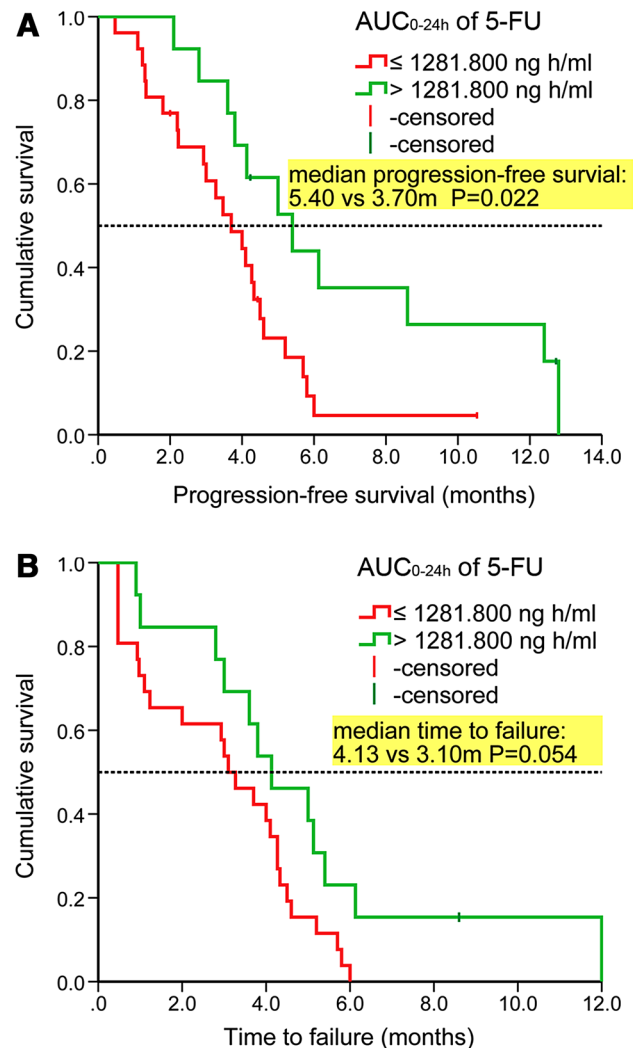 A
AUC0-24h of 5-FU
≤ 1281.800 ng h/ml
> 1281.800 ng h/ml
-censored
-censored
median progression-free survial:
5.40 vs 3.70m P=0.022
Cumulative survival
1.0
0.8
0.6
0.4
0.2
0.0
.0 2.0 4.0 6.0 8.0 10.0 12.0 14.0
Progression-free survival (months)
B
AUC0-24h of 5-FU
≤ 1281.800 ng h/ml
> 1281.800 ng h/ml
-censored
-censored
median time to failure:
4.13 vs 3.10m P=0.054
Cumulative survival
1.0
0.8
0.6
0.4
0.2
0.0
.0 2.0 4.0 6.0 8.0 10.0 12.0
Time to failure (months)